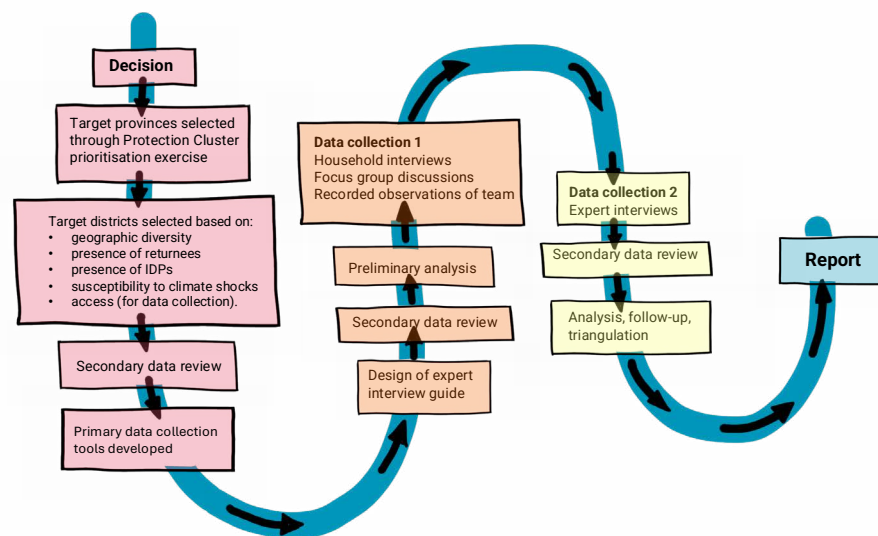 Decision
Target provinces selected
through Protection Cluster
prioritisation exercise
Target districts selected based on:
• geographic diversity
• presence of returnees
• presence of IDPs
• susceptibility to climate shocks
• access (for data collection).
Secondary data review
Primary data collection
tools developed
Design of expert
interview guide
Secondary data review
Preliminary analysis
Data collection 1
Household interviews
Focus group discussions
Recorded observations of team
Data collection 2
Expert interviews
Secondary data review
Analysis, follow-up,
triangulation
Report